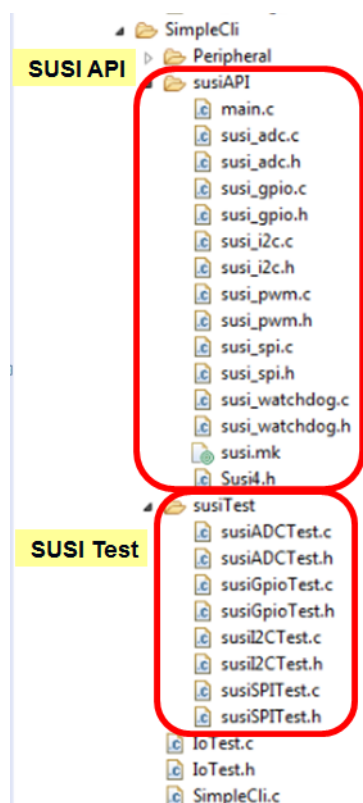 SimpleCli
Peripheral
SUSI API
susiAPI
main.c
susi_adc.c
susi_adc.h
susi_gpio.c
susi_gpio.h
susi_i2c.c
susi_i2c.h
susi_pwm.c
susi_pwm.h
susi_spi.c
susi_spi.h
susi_watchdog.c
susi_watchdog.h
susi.mk
Susi4.h
susiTest
SUSI Test
susiADCTest.c
susiADCTest.h
susiGpioTest.c
susiGpioTest.h
susiI2CTest.c
susiI2CTest.h
susiSPITest.c
susiSPITest.h
IoTest.c
IoTest.h
SimpleCli.c